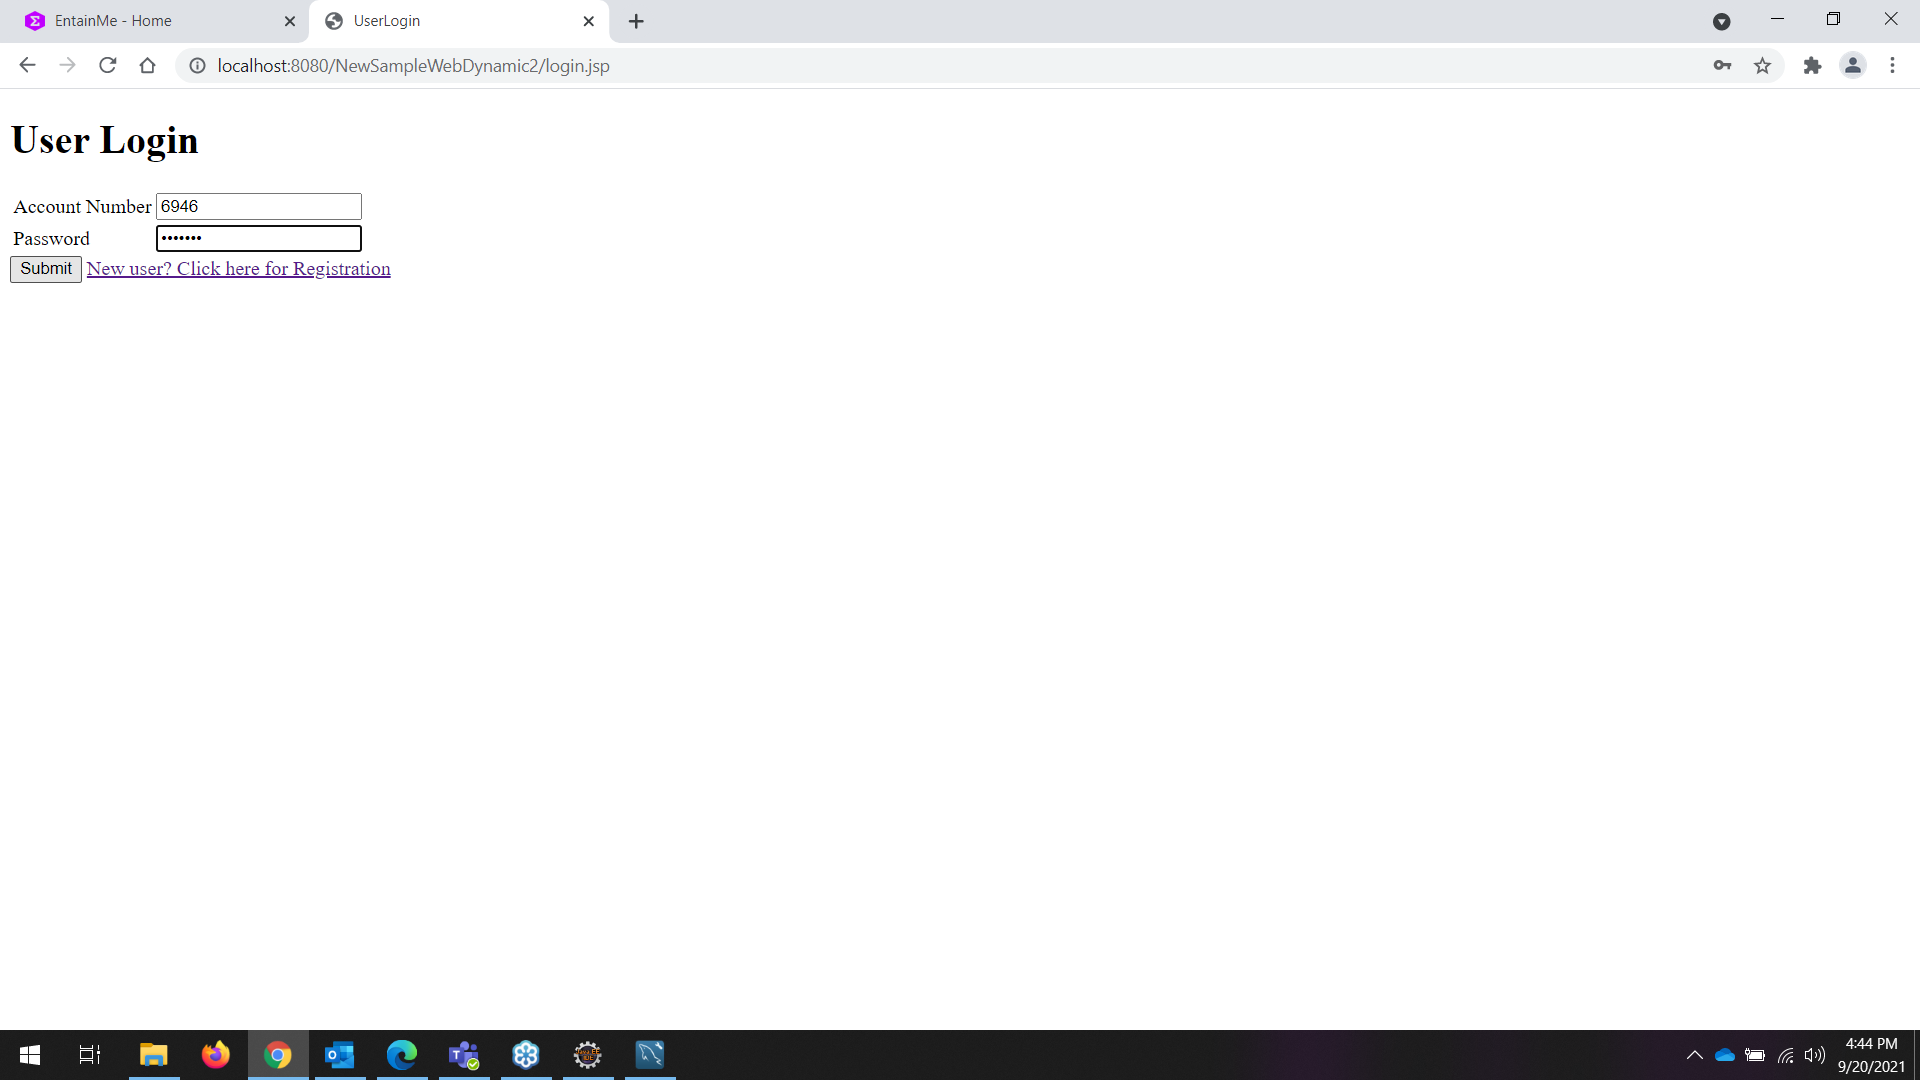 EntainMe - Home
UserLogin
localhost:8080/NewSampleWebDynamic2/login.jsp
User Login
Account Number 6946
Password •••••••
Submit New user? Click here for Registration
4:44 PM
9/20/2021